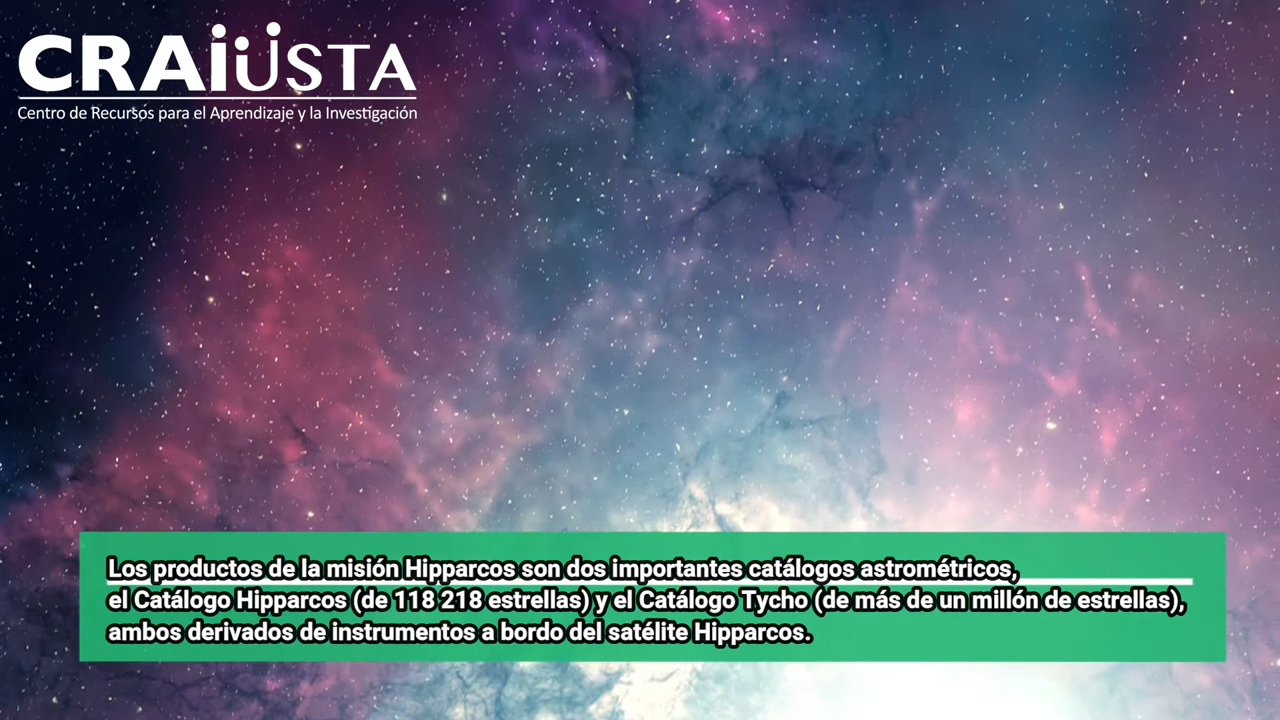 CRAIUSTA
Centro de Recursos para el Aprendizaje y la Investigación
Los productos de la misión Hipparcos son dos importantes catálogos astrométricos,
el Catálogo Hipparcos (de 118 218 estrellas) y el Catálogo Tycho (de más de un millón de estrellas),
ambos derivados de instrumentos a bordo del satélite Hipparcos.